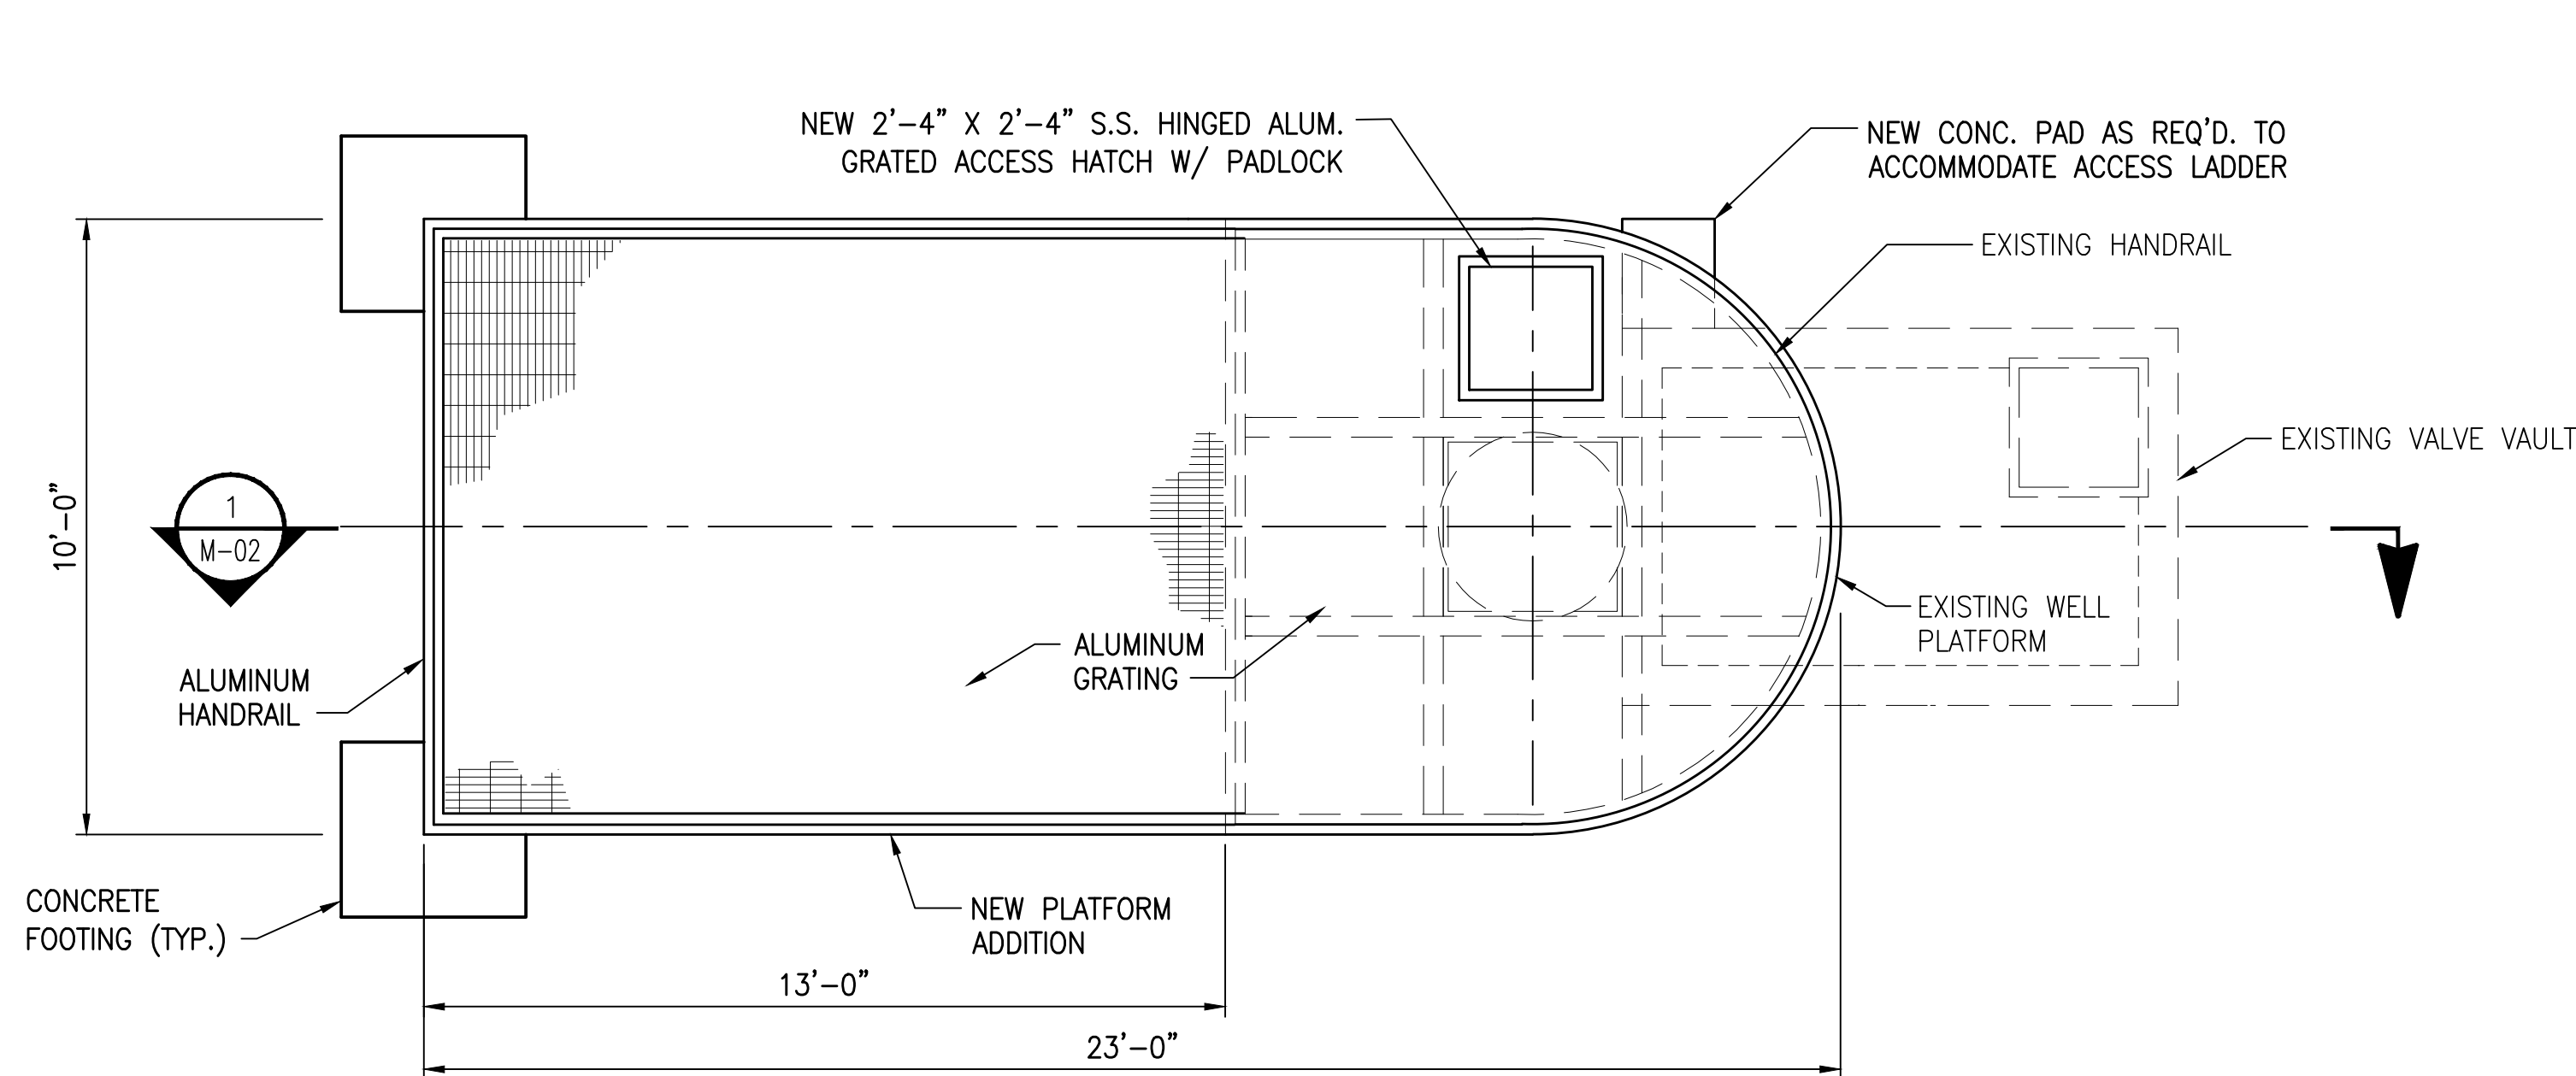 NEW 2'-4" X 2'-4" S.S. HINGED ALUM.
GRATED ACCESS HATCH W/ PADLOCK
NEW CONC. PAD AS REQ'D. TO
ACCOMMODATE ACCESS LADDER
EXISTING HANDRAIL
EXISTING VALVE VAULT
10'-0"
1
M-02
EXISTING WELL
PLATFORM
ALUMINUM
GRATING
ALUMINUM
HANDRAIL
CONCRETE
FOOTING (TYP.)
NEW PLATFORM
ADDITION
13'-0"
23'-0"